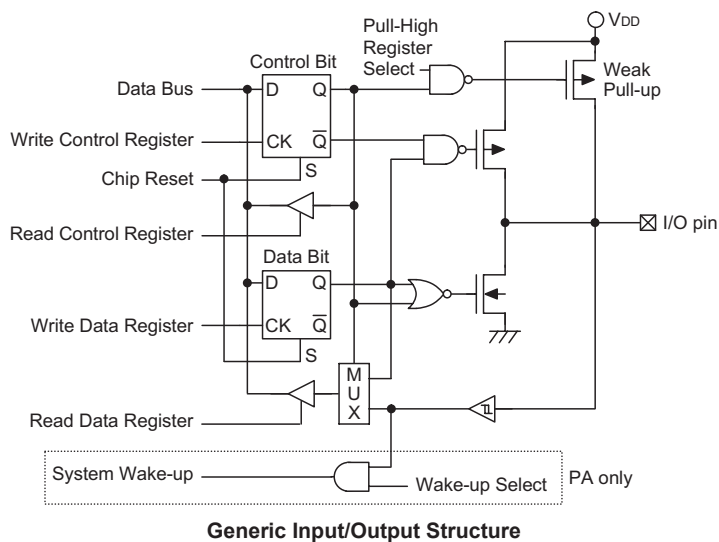 VDD
Pull-High
Register
Select
Control Bit
Weak
Pull-up
Data Bus
D
Q
Write Control Register
CK
Q
Chip Reset
S
I/O pin
Read Control Register
Data Bit
D
Q
Write Data Register
CK
Q
S
M
U
X
Read Data Register
System Wake-up
Wake-up Select
PA only
Generic Input/Output Structure